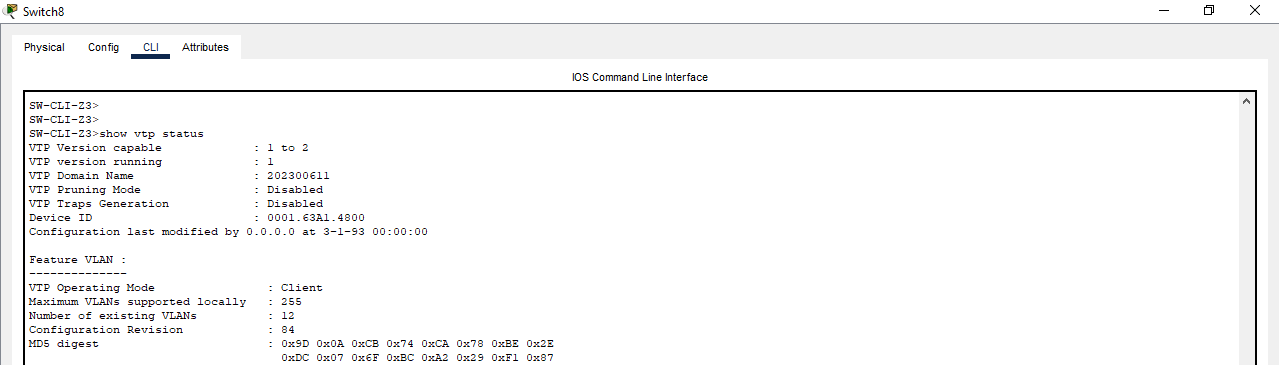 Switch8
Physical Config CLI Attributes
IOS Command Line Interface
SW-CLI-Z3>
SW-CLI-Z3>
SW-CLI-Z3>show vtp status
VTP Version capable : 1 to 2
VTP version running : 1
VTP Domain Name : 202300611
VTP Pruning Mode : Disabled
VTP Traps Generation : Disabled
Device ID : 0001.63A1.4800
Configuration last modified by 0.0.0.0 at 3-1-93 00:00:00
Feature VLAN :
--------------
VTP Operating Mode : Client
Maximum VLANs supported locally : 255
Number of existing VLANs : 12
Configuration Revision : 84
MD5 digest : 0x9D 0x0A 0xCB 0x74 0xCA 0x78 0xBE 0x2E
0xDC 0x07 0x6F 0xBC 0xA2 0x29 0xF1 0x87